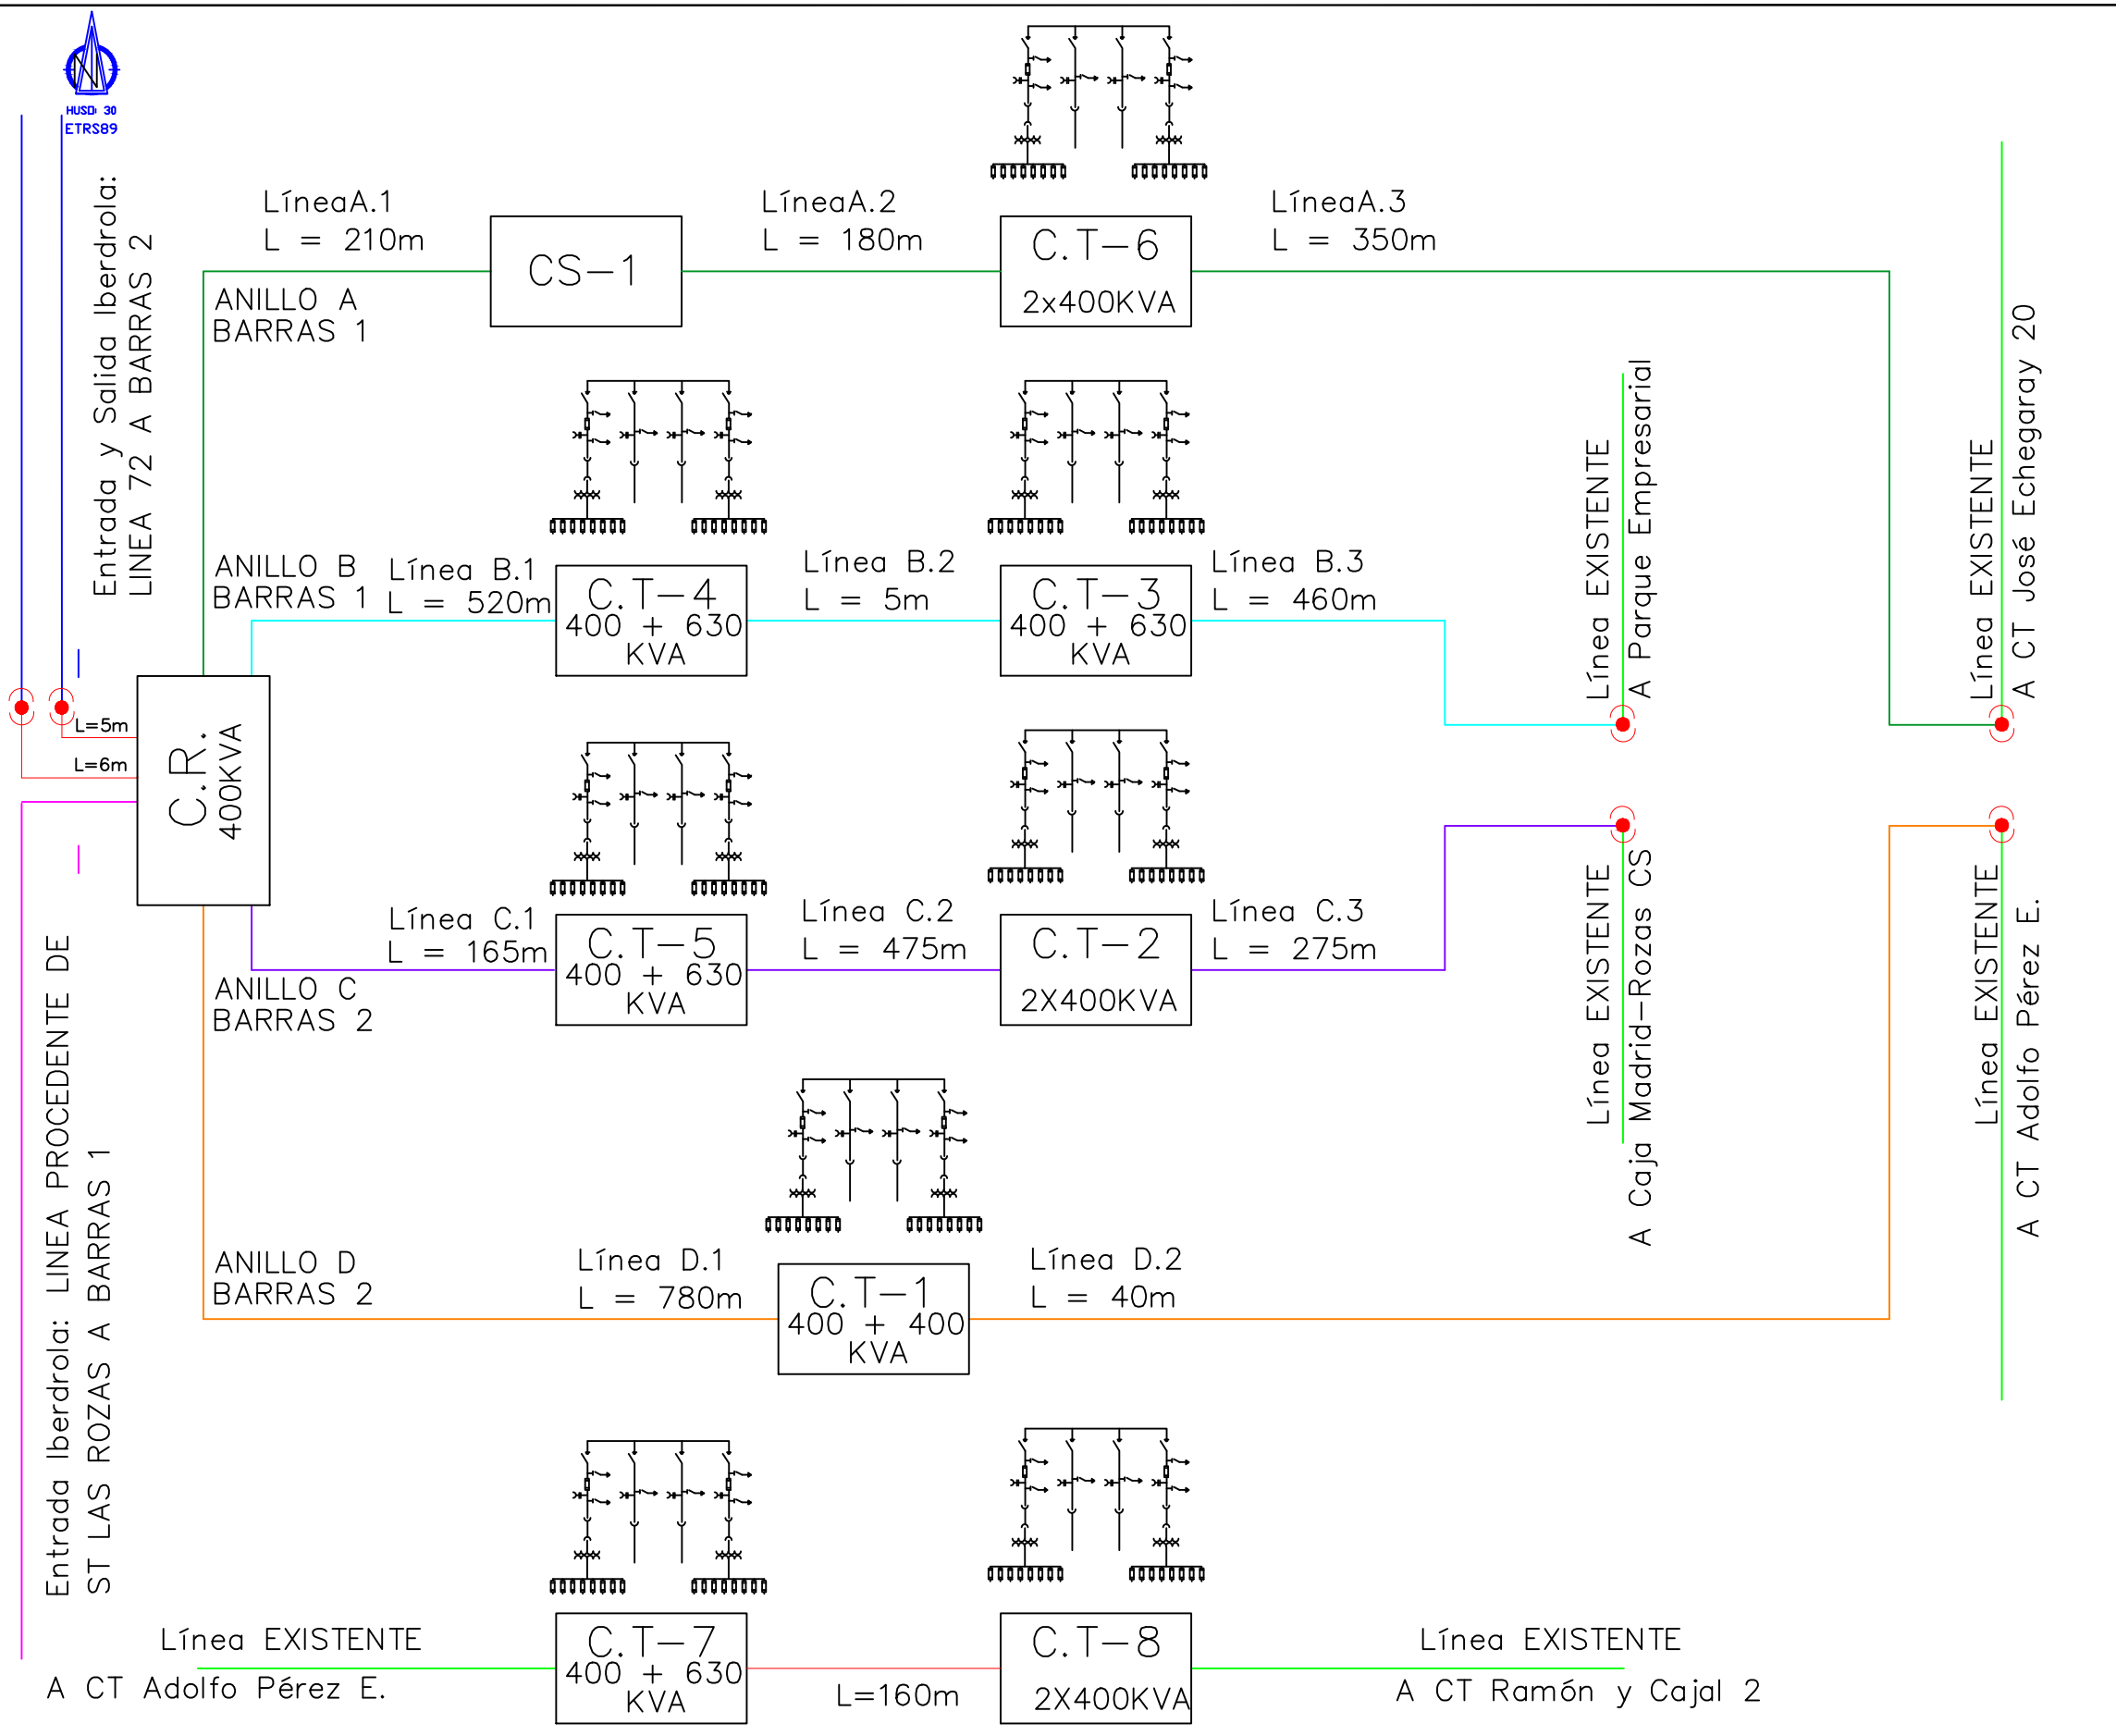 HUSO: 30
ETRS89
Entrada y Salida Iberdrola:
LINEA 72 A BARRAS 2
LíneaA.1
L = 210m
CS-1
LíneaA.2
L = 180m
C.T-6
2x400KVA
LíneaA.3
L = 350m
ANILLO A
BARRAS 1
ANILLO B
BARRAS 1
Línea B.1
L = 520m
C.T-4
400 + 630
KVA
Línea B.2
L = 5m
C.T-3
400 + 630
KVA
Línea B.3
L = 460m
Línea EXISTENTE
A Parque Empresarial
Línea EXISTENTE
A CT José Echegaray 20
L=5m
L=6m
C.R.
400KVA
Línea C.1
L = 165m
C.T-5
400 + 630
KVA
Línea C.2
L = 475m
C.T-2
2X400KVA
Línea C.3
L = 275m
ANILLO C
BARRAS 2
Línea EXISTENTE
A Caja Madrid-Rozas CS
Línea EXISTENTE
A CT Adolfo Pérez E.
Entrada Iberdrola: LINEA PROCEDENTE DE
ST LAS ROZAS A BARRAS 1
ANILLO D
BARRAS 2
Línea D.1
L = 780m
C.T-1
400 + 400
KVA
Línea D.2
L = 40m
Línea EXISTENTE
A CT Adolfo Pérez E.
C.T-7
400 + 630
KVA
L=160m
C.T-8
2X400KVA
Línea EXISTENTE
A CT Ramón y Cajal 2